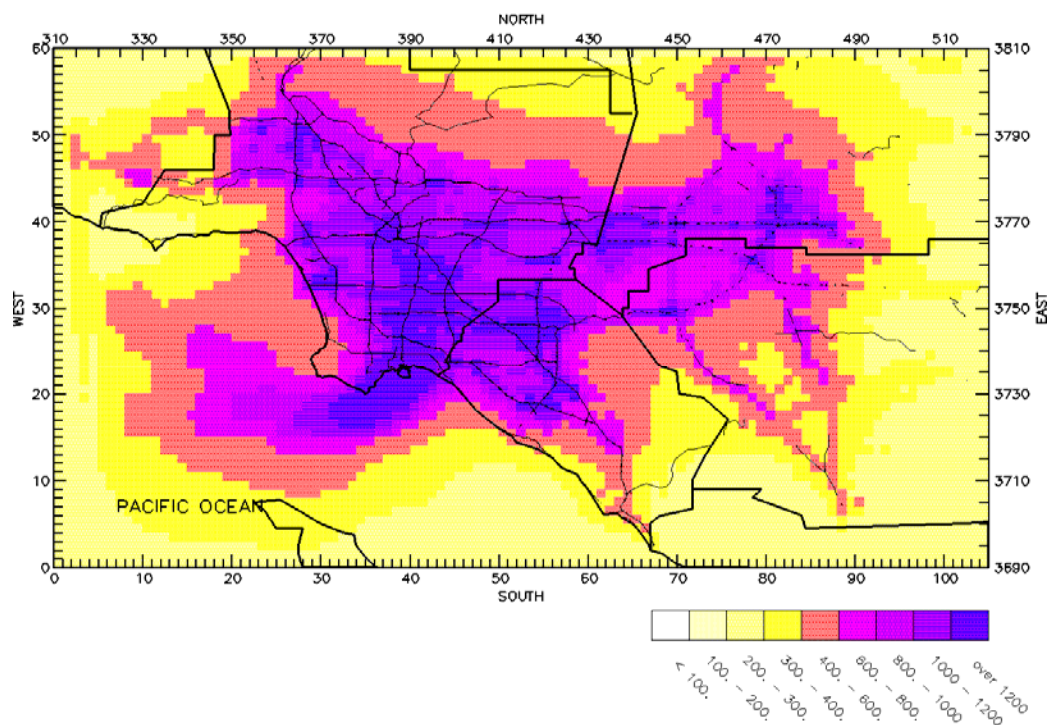 NORTH
310 330 350 370 390 410 430 450 470 490 510
60 3810
50 3790
40 3770
WEST 30 3750 EAST
20 3730
10 3710
PACIFIC OCEAN
0 3690
0 10 20 30 40 50 60 70 80 90 100
SOUTH
< 100.
100. - 200.
200. - 300.
300. - 400.
400. - 600.
600. - 800.
800. - 1000
1000 - 1200
over 1200